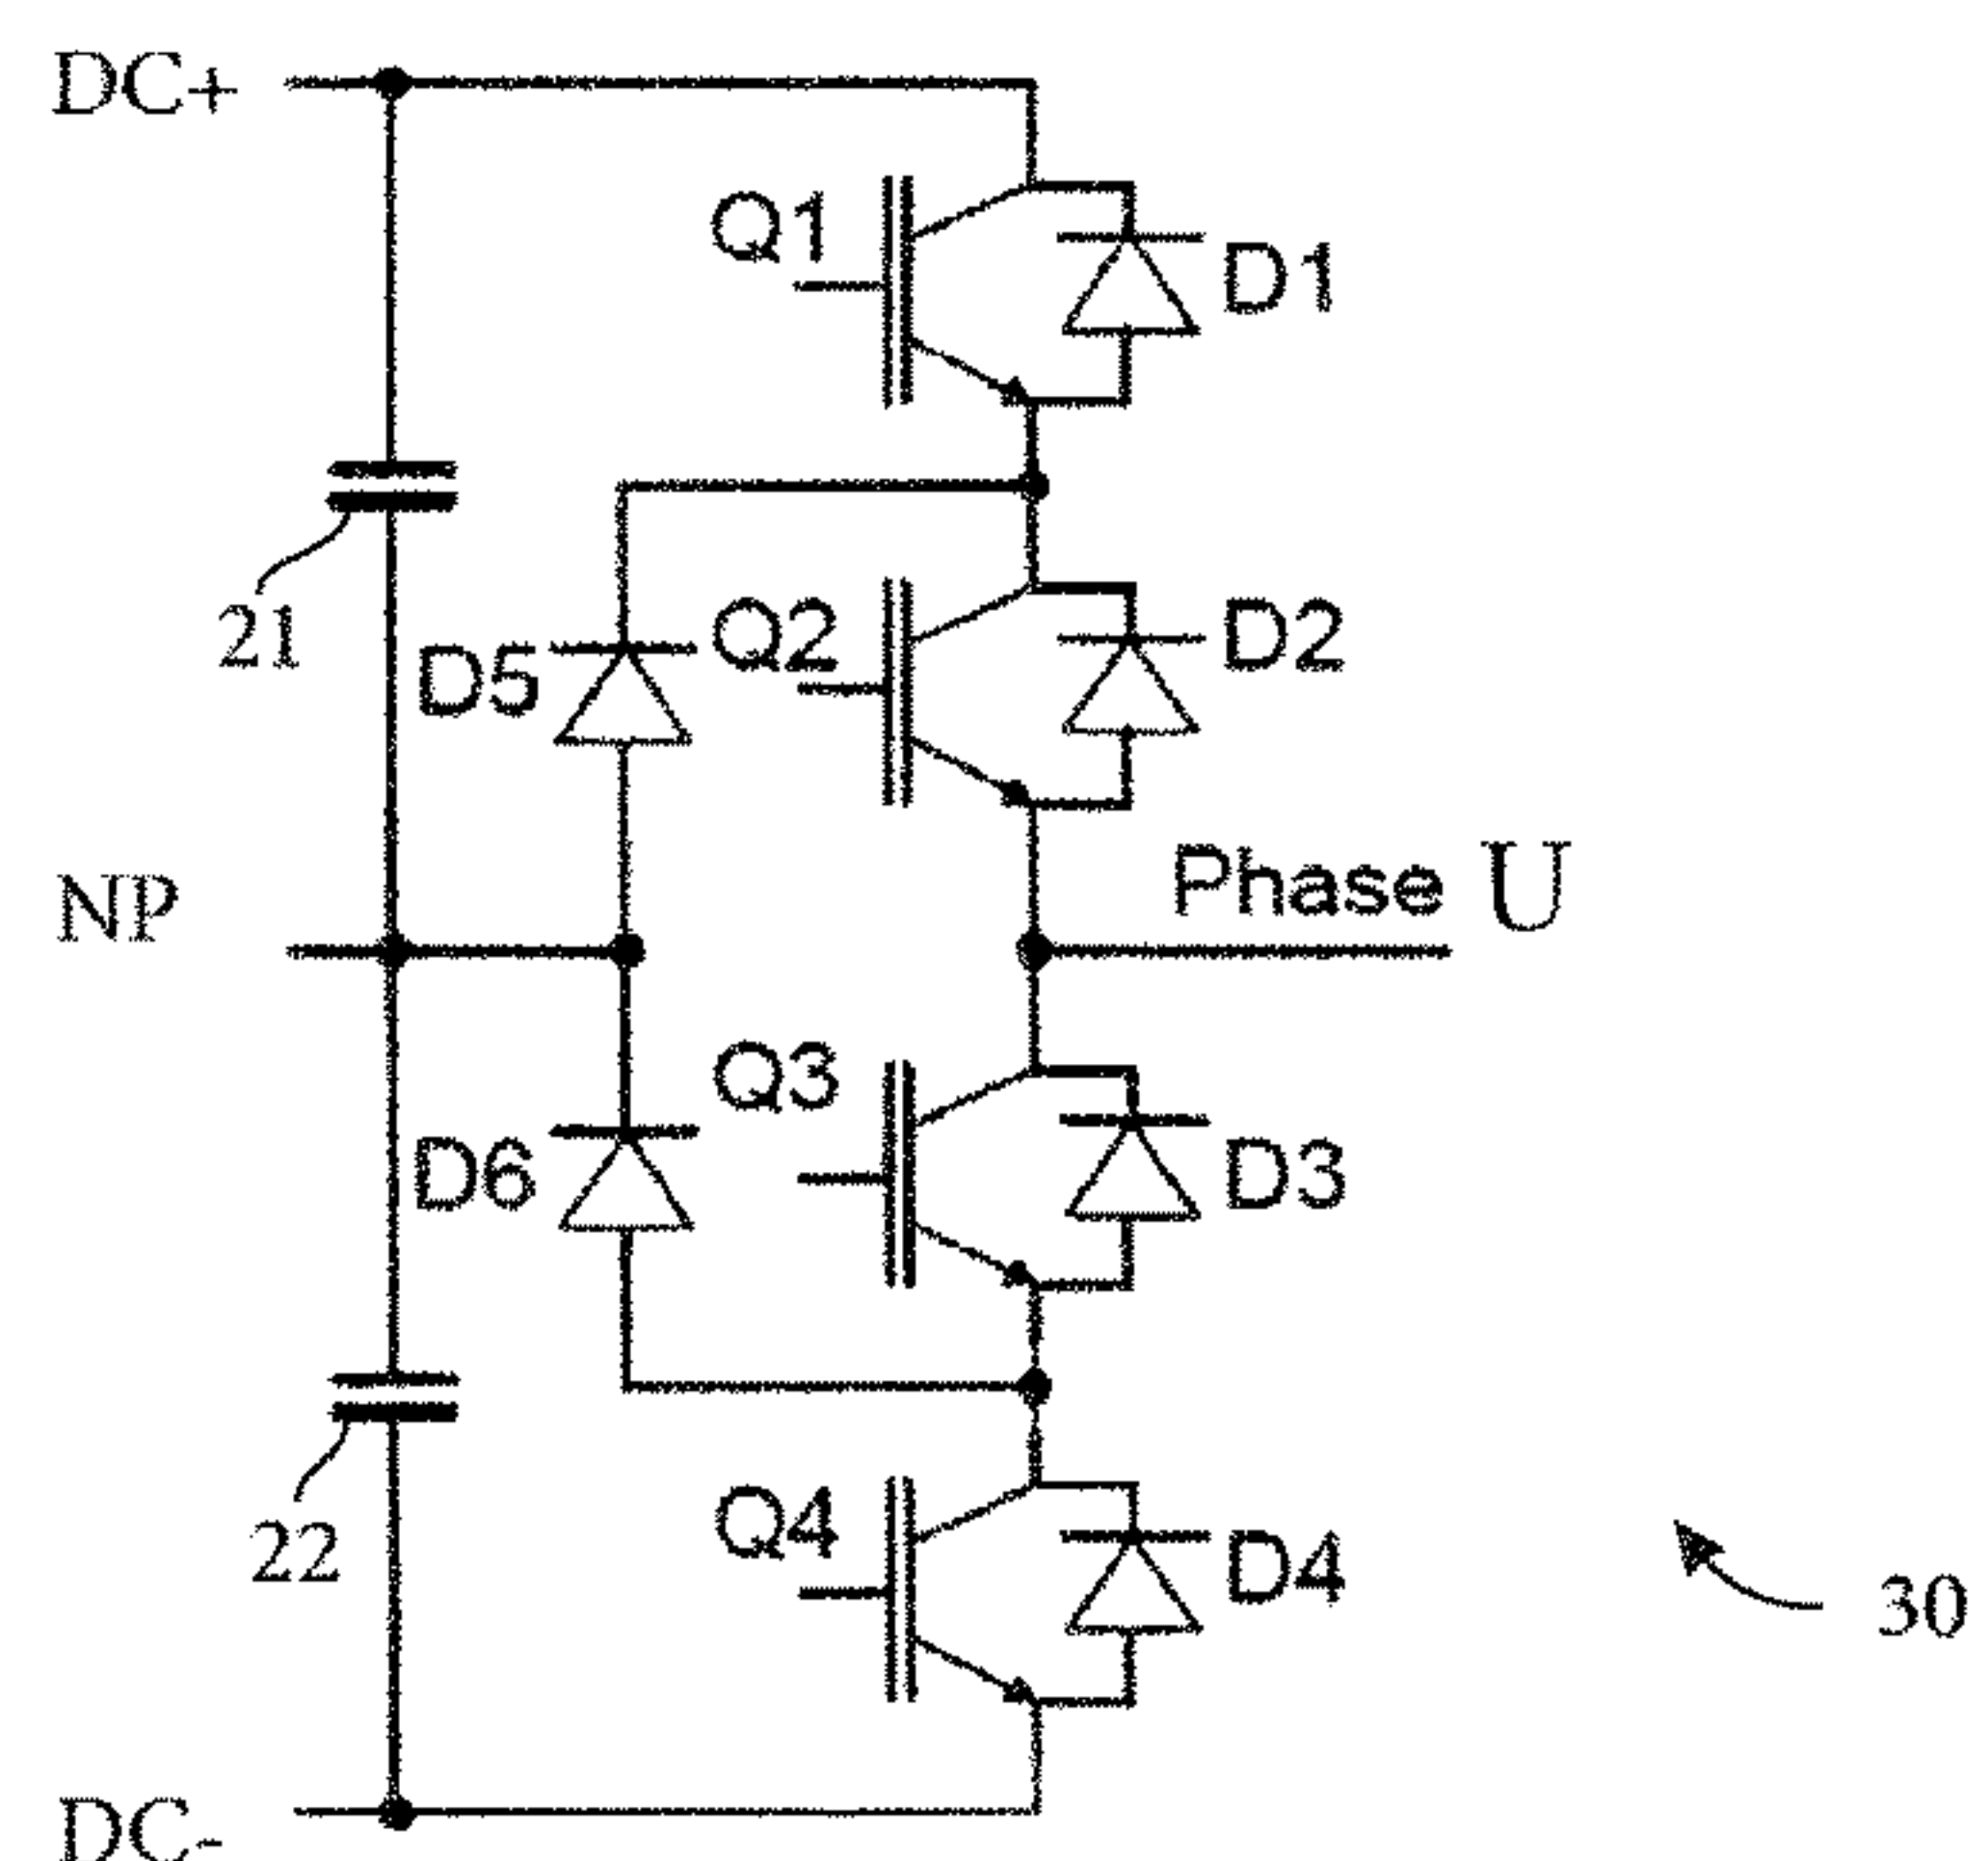 DC+
Q1
D1
21
D5
Q2
D2
NP
Phase U
Q3
D6
D3
22
Q4
D4
30
DC-